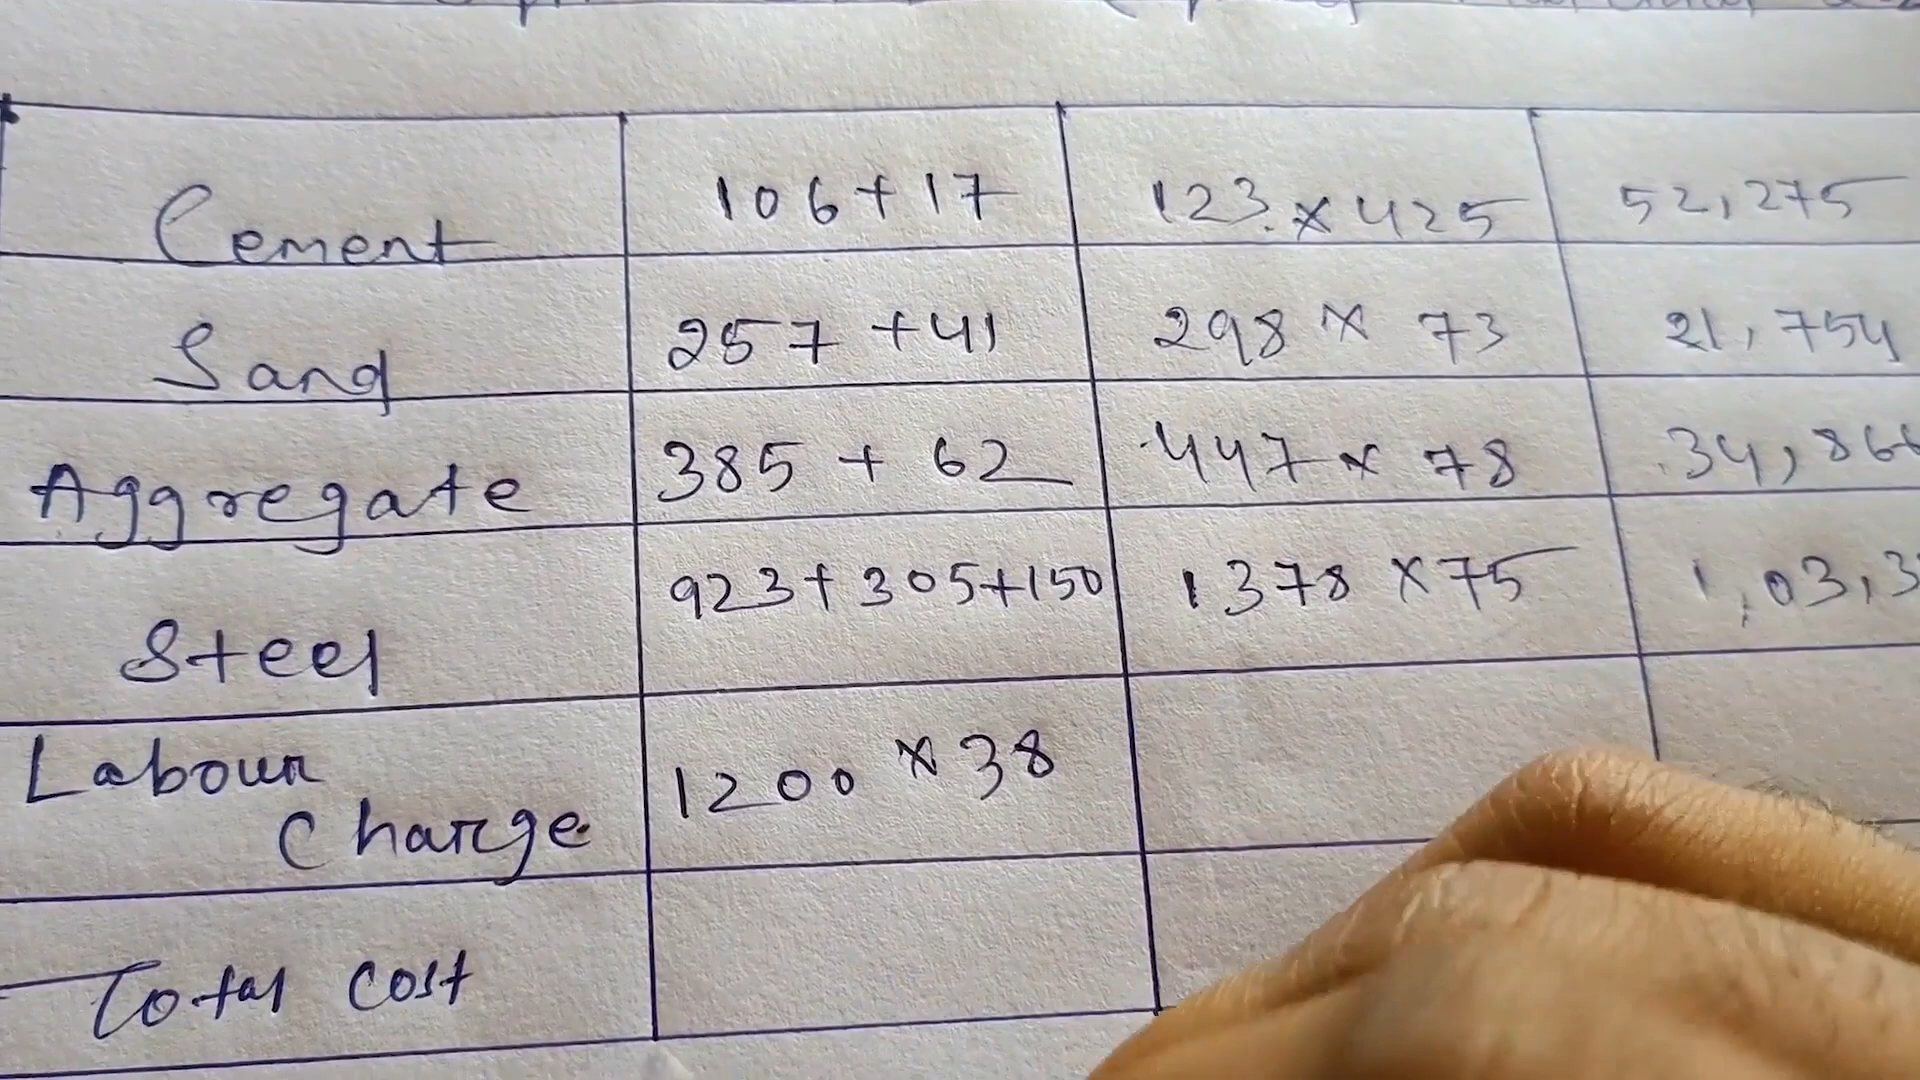 Cement 106+17 123.×425 52,275
Sand 257+41 298 × 73 21,754
Aggregate 385 + 62 447 × 78 34,866
Steel 923+305+150 1378 ×75 1,03,3
Labour
Charge 1200 × 38
Total cost